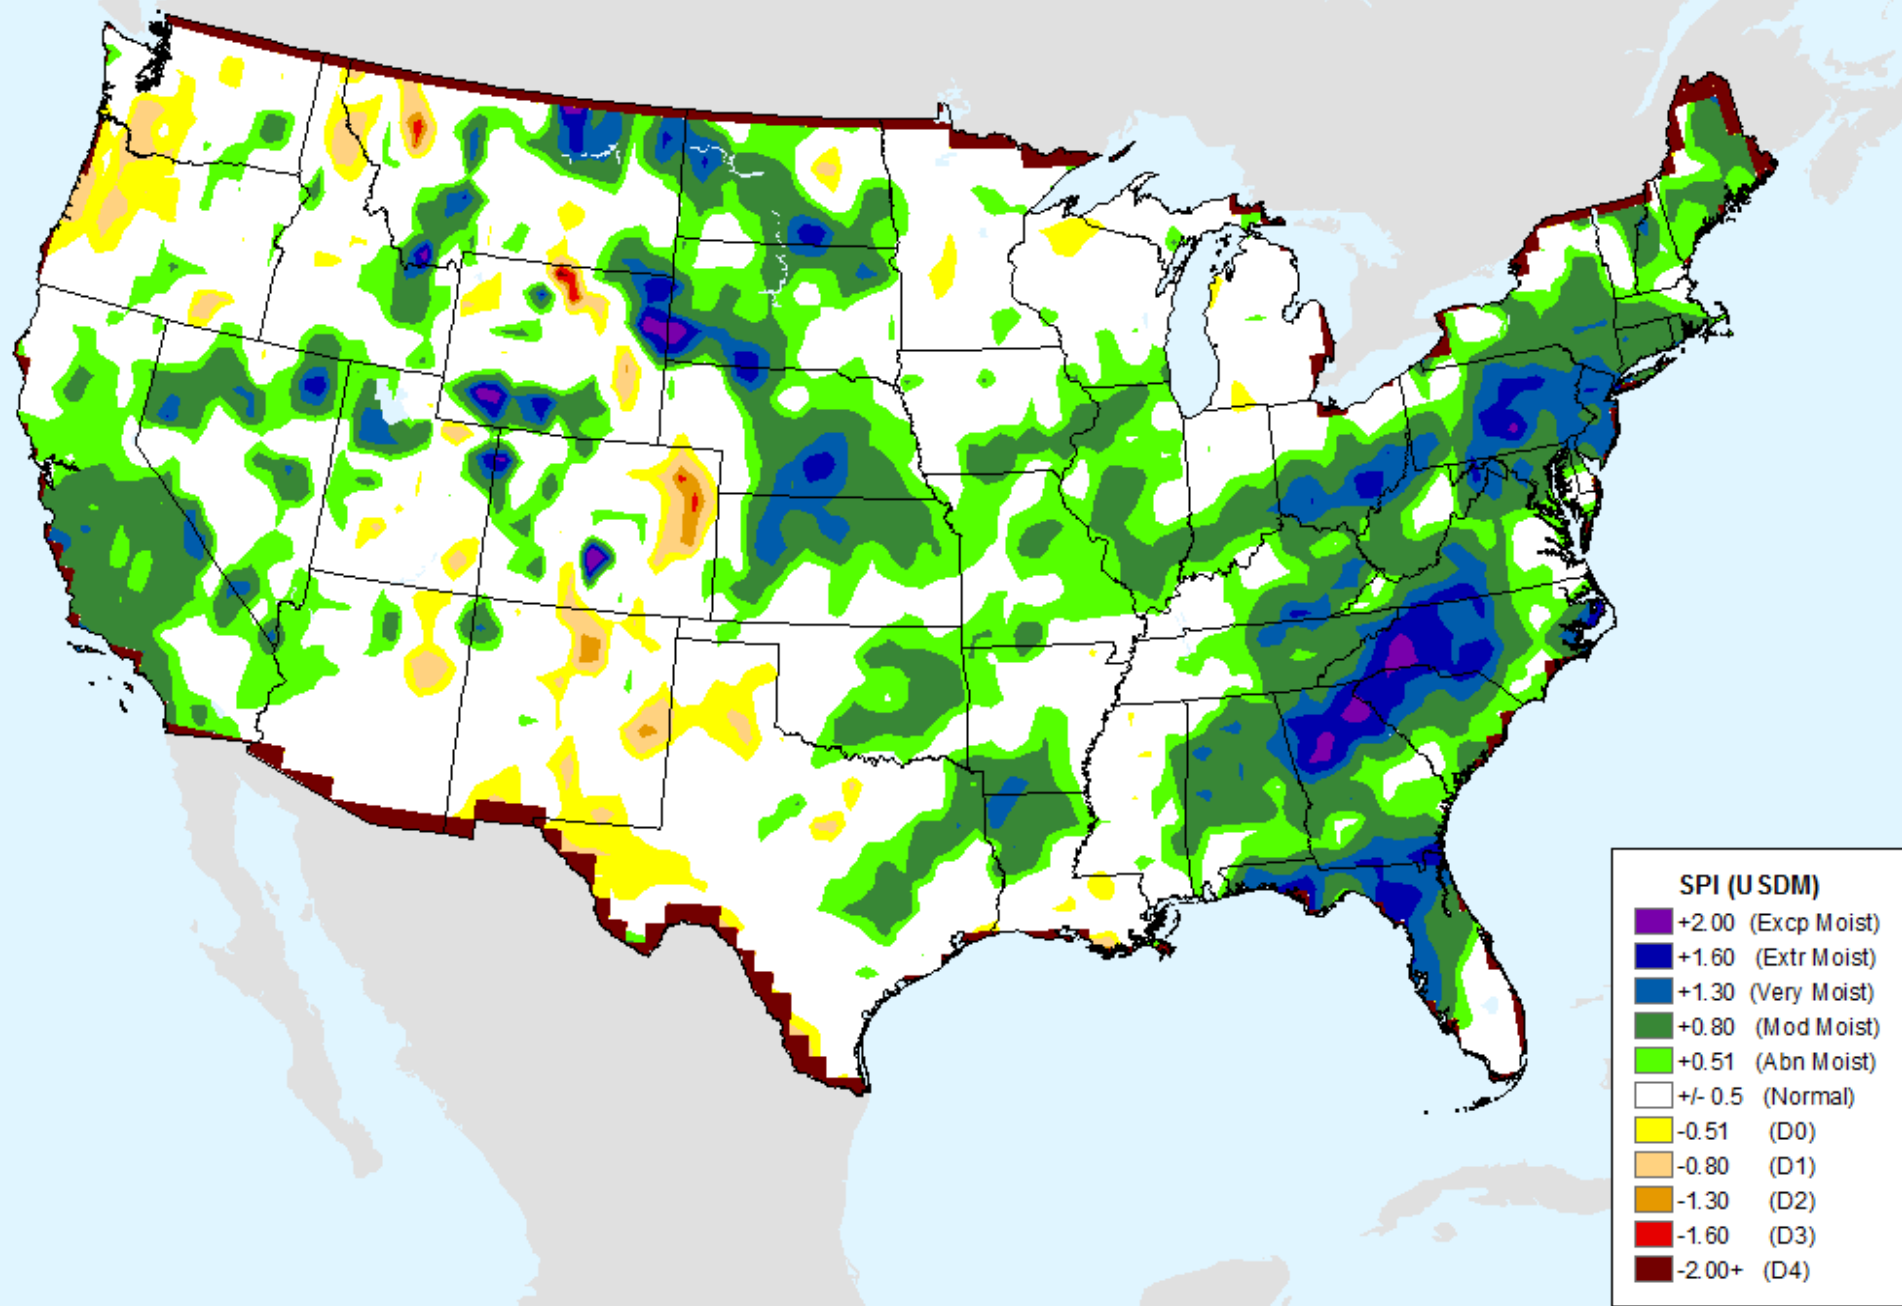 SPI (USDM)
+2.00 (Excp Moist)
+1.60 (Extr Moist)
+1.30 (Very Moist)
+0.80 (Mod Moist)
+0.51 (Abn Moist)
+/- 0.5 (Normal)
-0.51 (D0)
-0.80 (D1)
-1.30 (D2)
-1.60 (D3)
-2.00+ (D4)